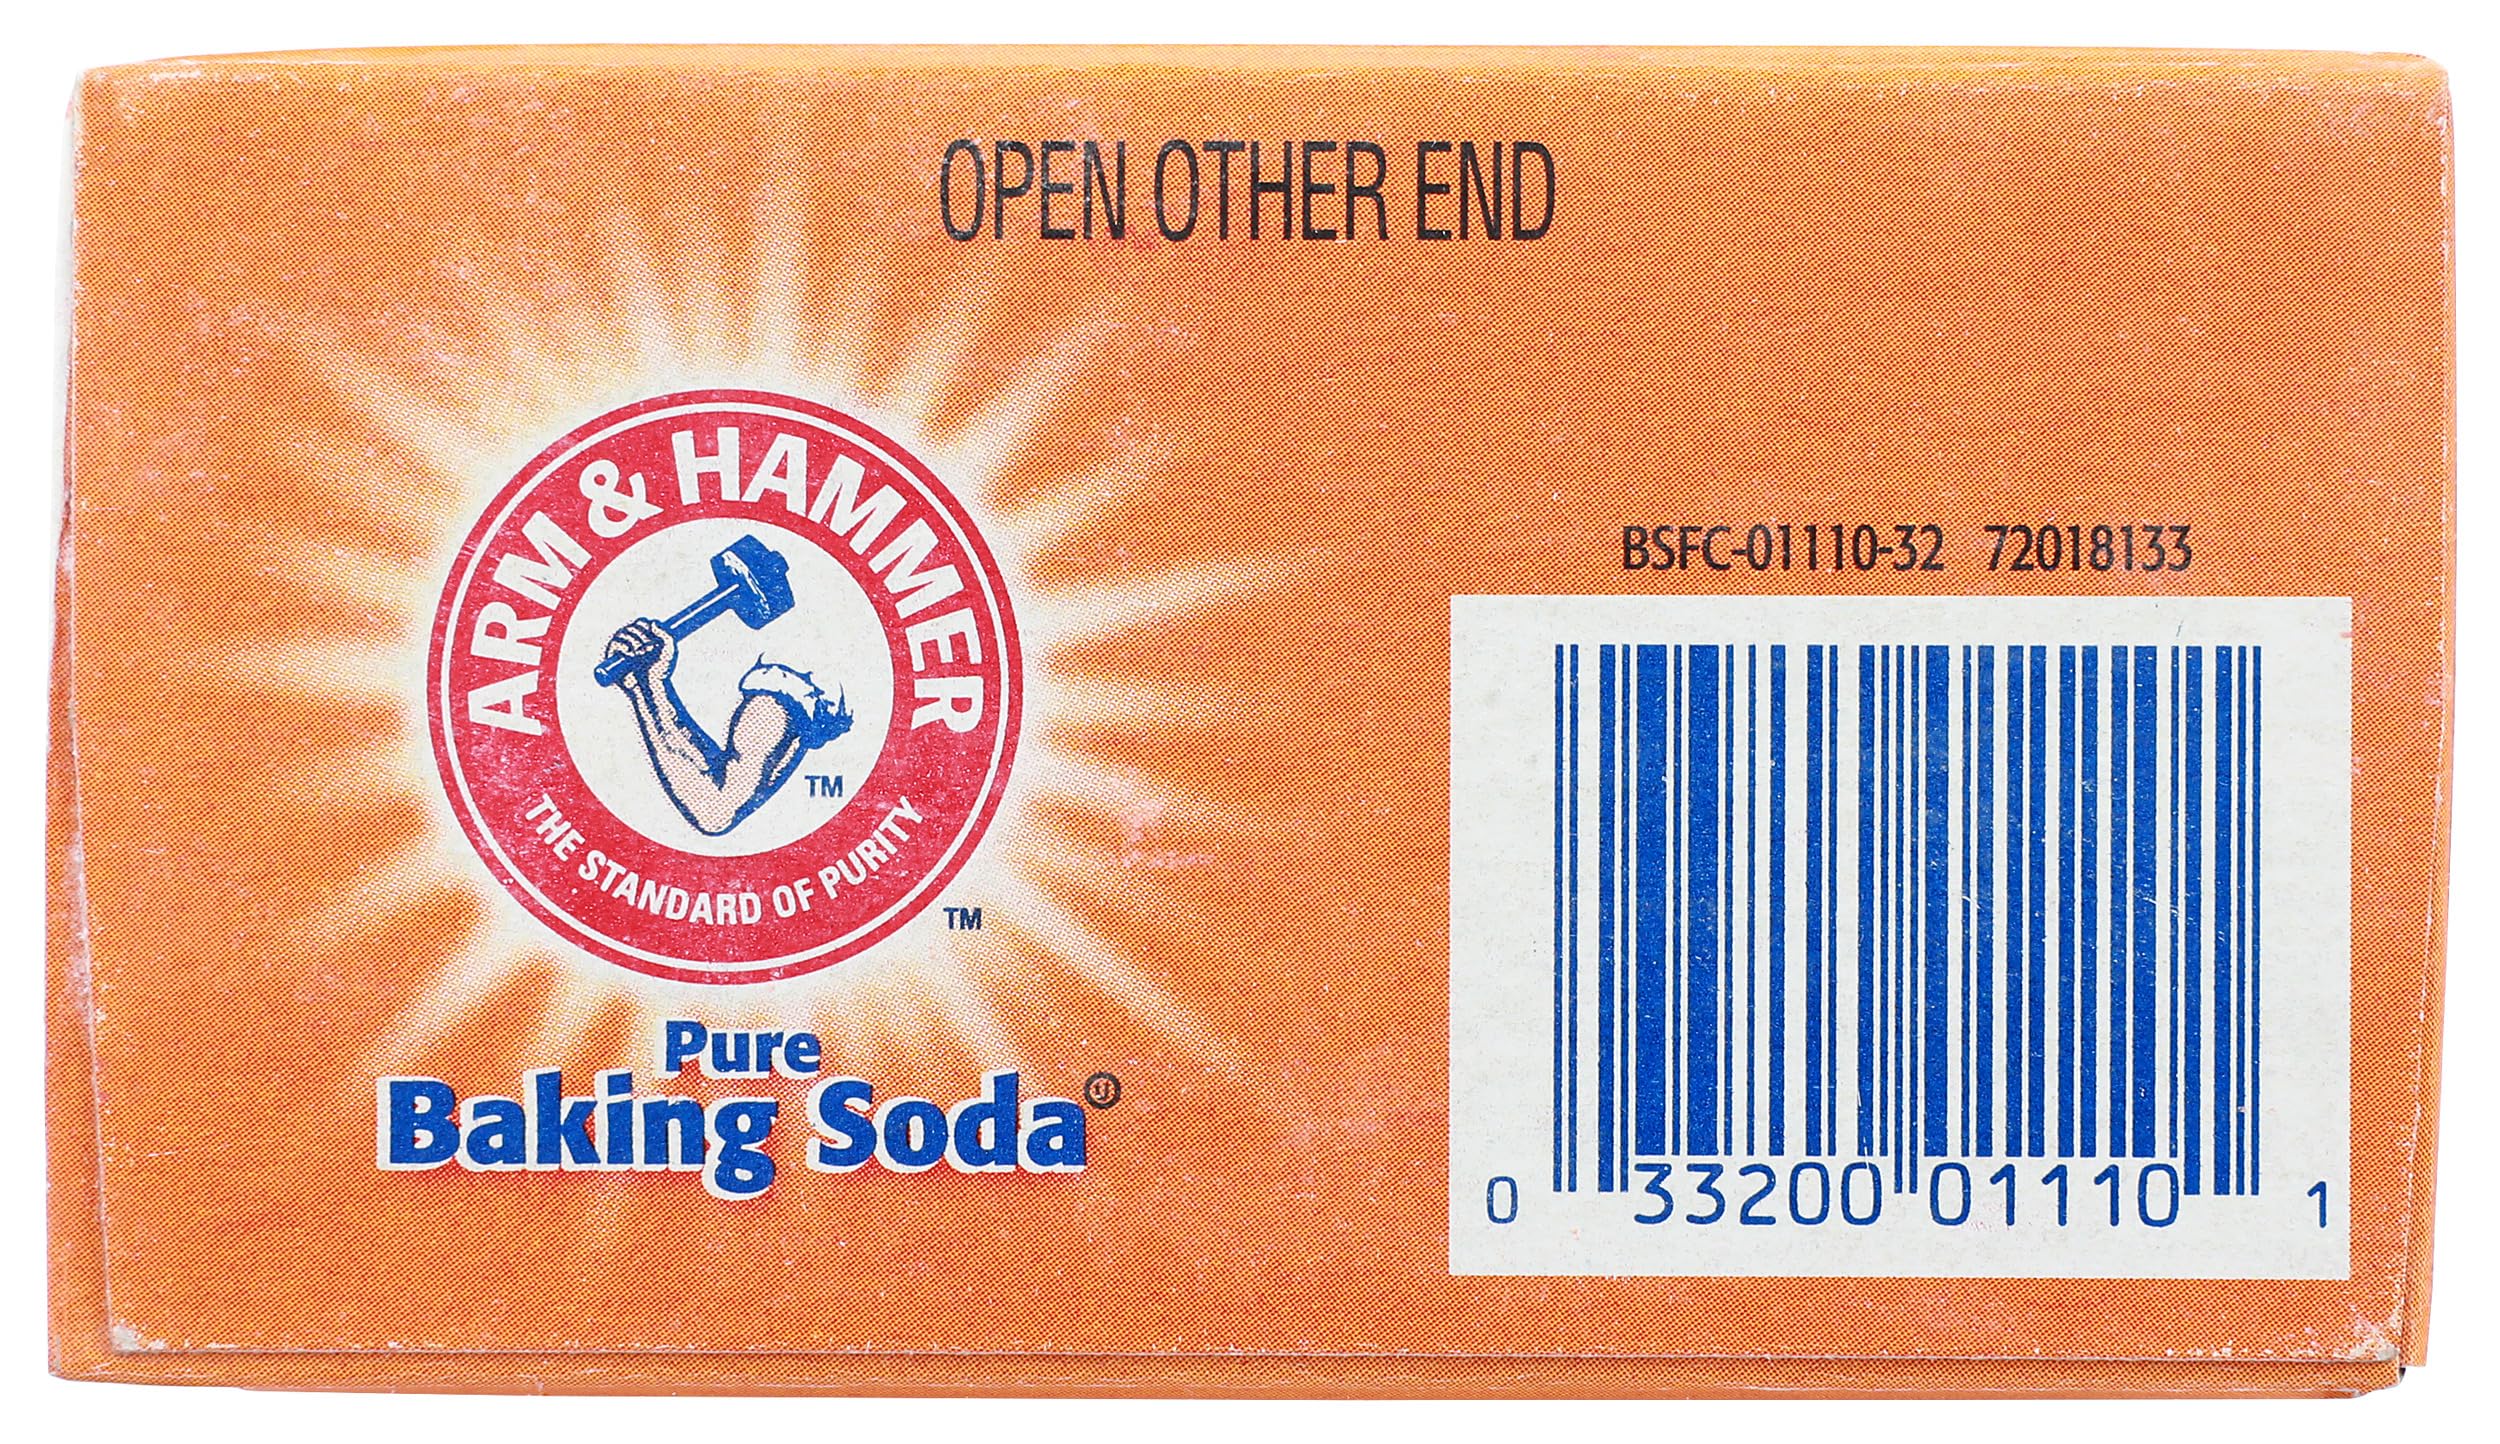 OPEN OTHER END
ARM & HAMMER
TM
THE STANDARD OF PURITY
TM
Pure
Baking Soda
BSFC-01110-32 72018133
0 33200 01110 1